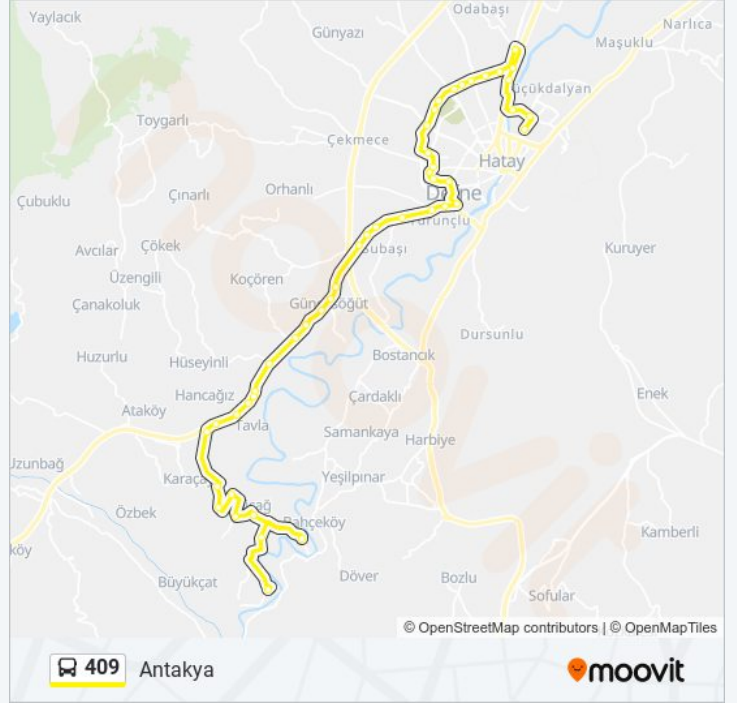 Odabaşı
Yaylacık
Narlıca
Günyazı
Maşuklu
Toygarlı
Çekmece
Hatay
Orhanlı
Çınarlı
Çubuklu
Avcılar
Çökek
Subaşı
Kuruyer
Üzengili
Koçören
Çanakoluk
Dursunlu
Huzurlu
Hüseyinli
Bostancık
Hancağız
Çardaklı
Enek
Ataköy
Tavla
Samankaya
Harbiye
Uzunbağ
Yeşilpınar
Özbek
Bahçeköy
Kamberli
köy
Büyükçat
Döver
Bozlu
Sofular
moovit
© OpenStreetMap contributors | © OpenMapTiles
409 Antakya
moovit